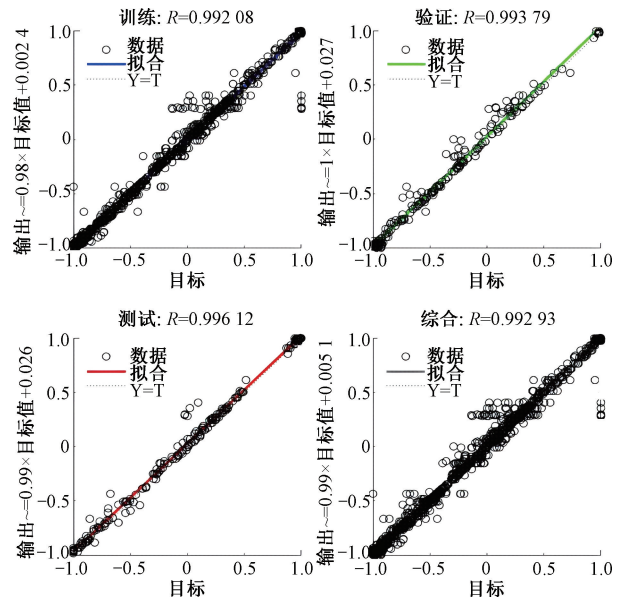 训练: R=0.992 08
输出~=0.98×目标值+0.002 4
1.0
0.5
0
−0.5
−1.0
数据
拟合
Y=T
−1.0 −0.5 0 0.5 1.0
目标
验证: R=0.993 79
输出~=1×目标值+0.027
1.0
0.5
0
−0.5
−1.0
数据
拟合
Y=T
−1.0 −0.5 0 0.5 1.0
目标
测试: R=0.996 12
输出~=0.99×目标值+0.026
1.0
0.5
0
−0.5
−1.0
数据
拟合
Y=T
−1.0 −0.5 0 0.5 1.0
目标
综合: R=0.992 93
输出~=0.99×目标值+0.005 1
1.0
0.5
0
−0.5
−1.0
数据
拟合
Y=T
−1.0 −0.5 0 0.5 1.0
目标